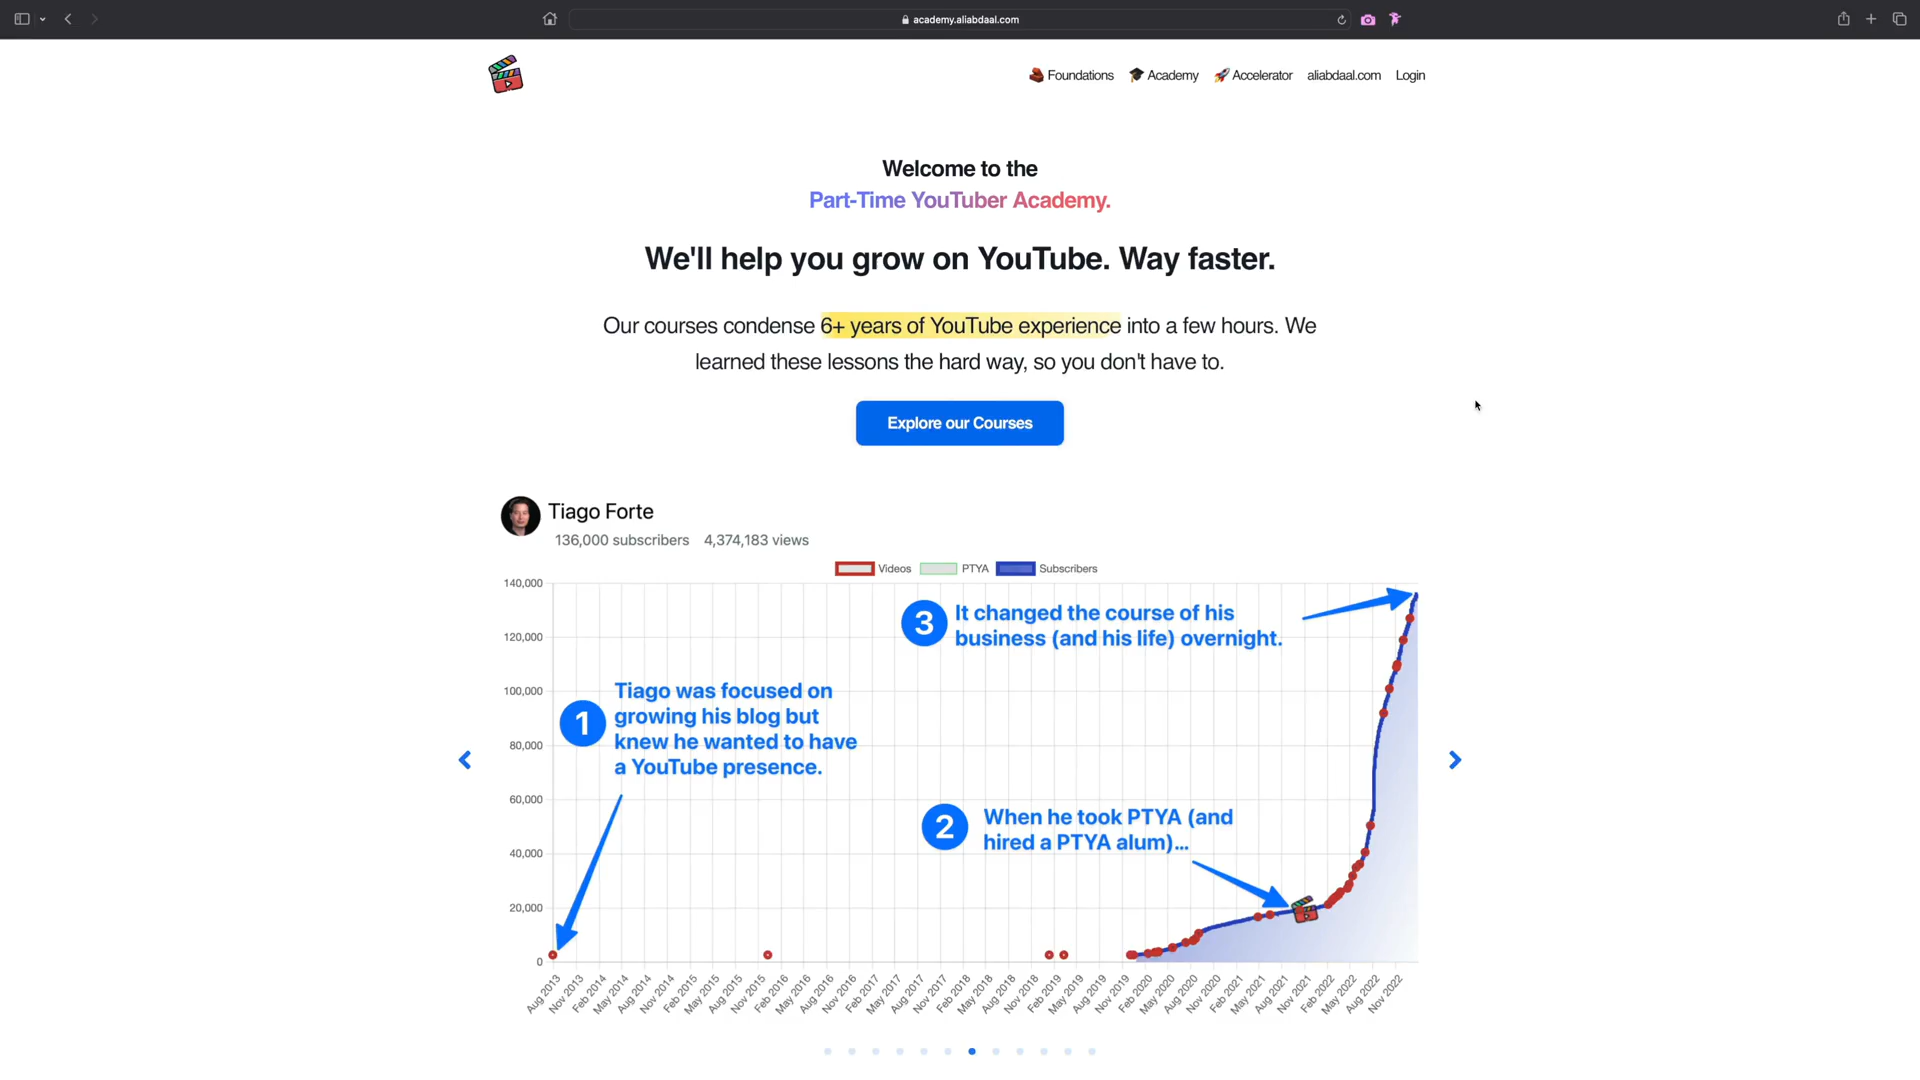 academy.aliabdaal.com
Foundations
Academy
Accelerator
aliabdaal.com
Login
Welcome to the
Part-Time YouTuber Academy.
We'll help you grow on YouTube. Way faster.
Our courses condense 6+ years of YouTube experience into a few hours. We
learned these lessons the hard way, so you don't have to.
Explore our Courses
Tiago Forte
136,000 subscribers 4,374,183 views
Videos PTYA Subscribers
140,000
120,000
100,000
80,000
60,000
40,000
20,000
0
3 It changed the course of his
business (and his life) overnight.
1 Tiago was focused on
growing his blog but
knew he wanted to have
a YouTube presence.
2 When he took PTYA (and
hired a PTYA alum)...
Aug 2013
Nov 2013
Feb 2014
May 2014
Aug 2014
Nov 2014
Feb 2015
May 2015
Aug 2015
Nov 2015
Feb 2016
May 2016
Aug 2016
Nov 2016
Feb 2017
May 2017
Aug 2017
Nov 2017
Feb 2018
May 2018
Aug 2018
Nov 2018
Feb 2019
May 2019
Aug 2019
Nov 2019
Feb 2020
May 2020
Aug 2020
Nov 2020
Feb 2021
May 2021
Aug 2021
Nov 2021
Feb 2022
May 2022
Aug 2022
Nov 2022